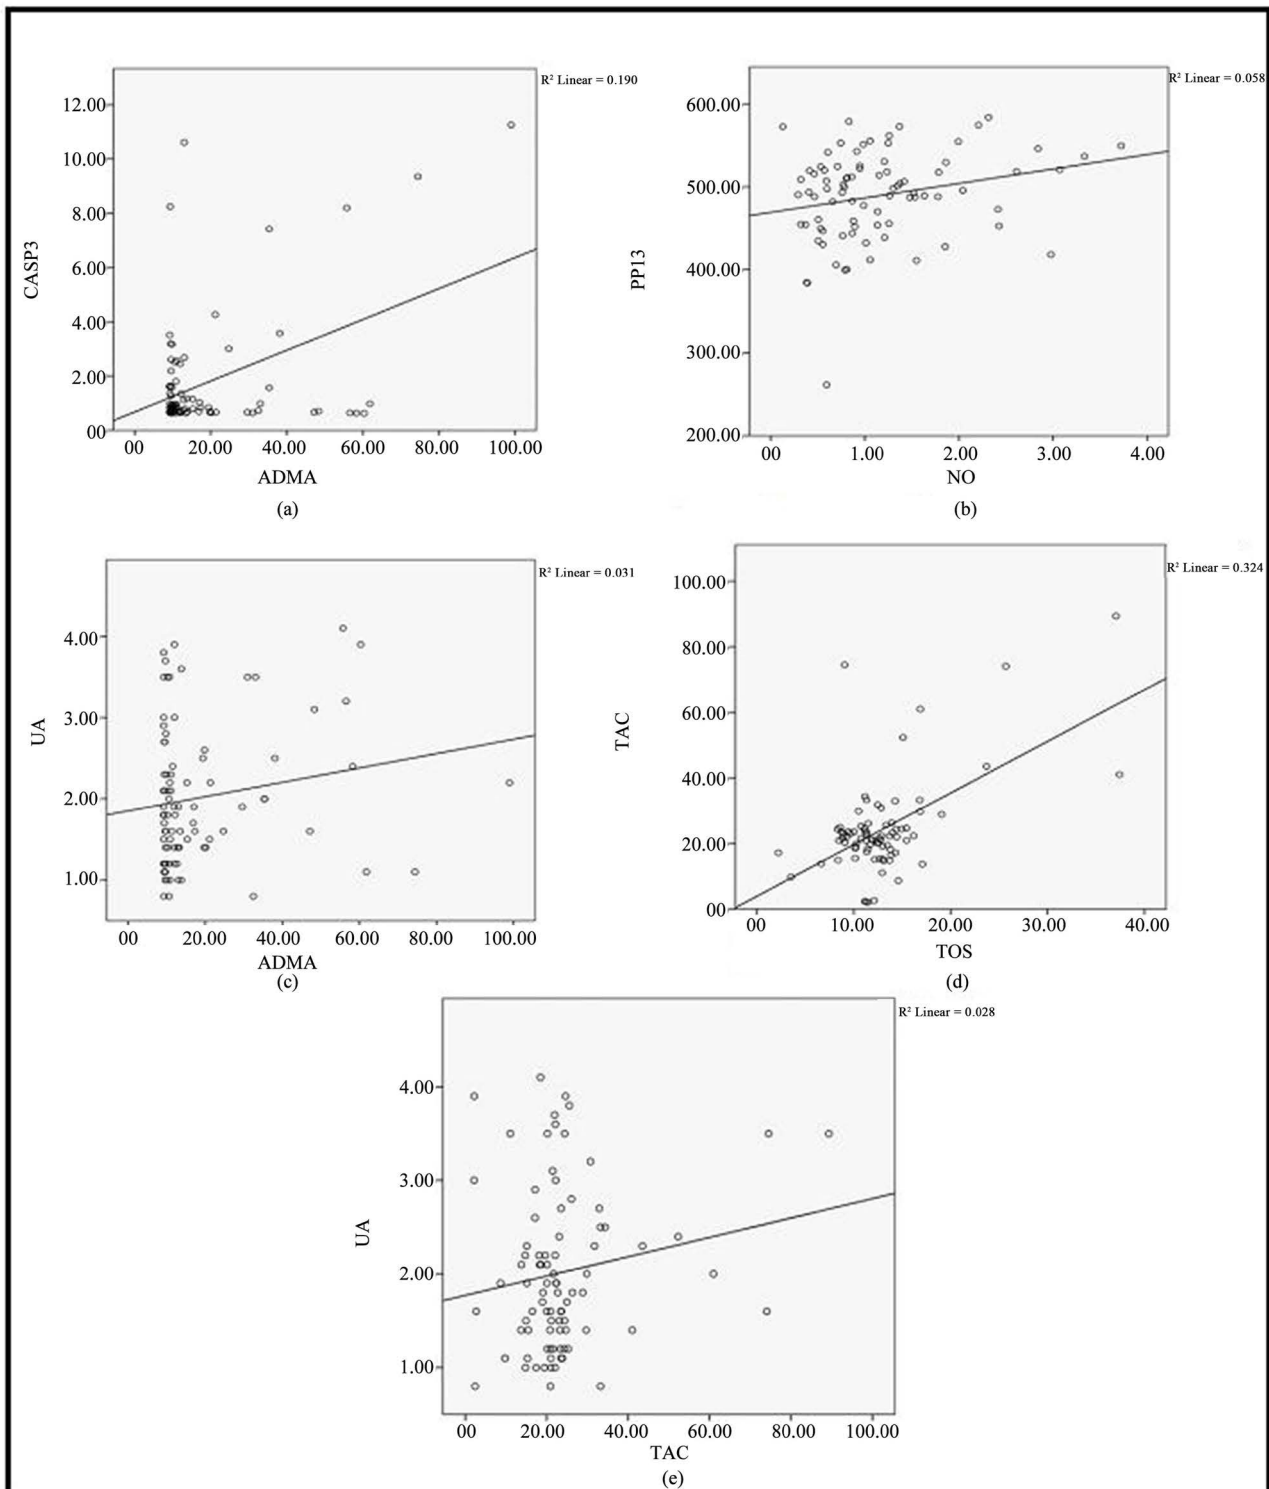 R² Linear = 0.190
12.00
10.00
8.00
6.00
4.00
2.00
00
CASP3
00 20.00 40.00 60.00 80.00 100.00
ADMA
(a)
R² Linear = 0.058
600.00
500.00
400.00
300.00
200.00
PP13
00 1.00 2.00 3.00 4.00
NO
(b)
R² Linear = 0.031
4.00
3.00
2.00
1.00
UA
00 20.00 40.00 60.00 80.00 100.00
ADMA
(c)
R² Linear = 0.324
100.00
80.00
60.00
40.00
20.00
00
TAC
00 10.00 20.00 30.00 40.00
TOS
(d)
R² Linear = 0.028
4.00
3.00
2.00
1.00
UA
00 20.00 40.00 60.00 80.00 100.00
TAC
(e)